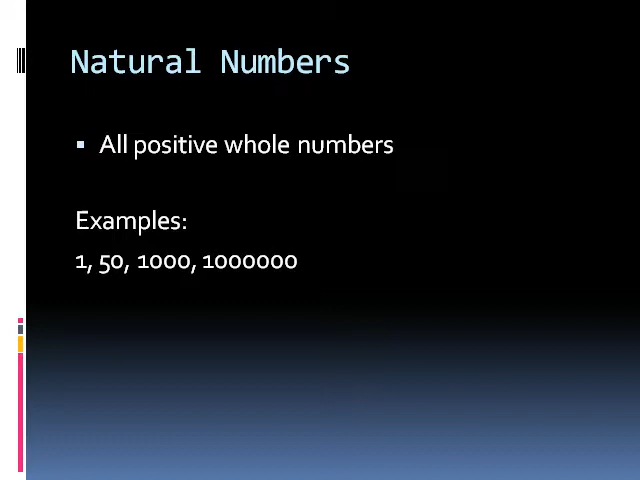 Natural Numbers
▪ All positive whole numbers
Examples:
1, 50, 1000, 1000000